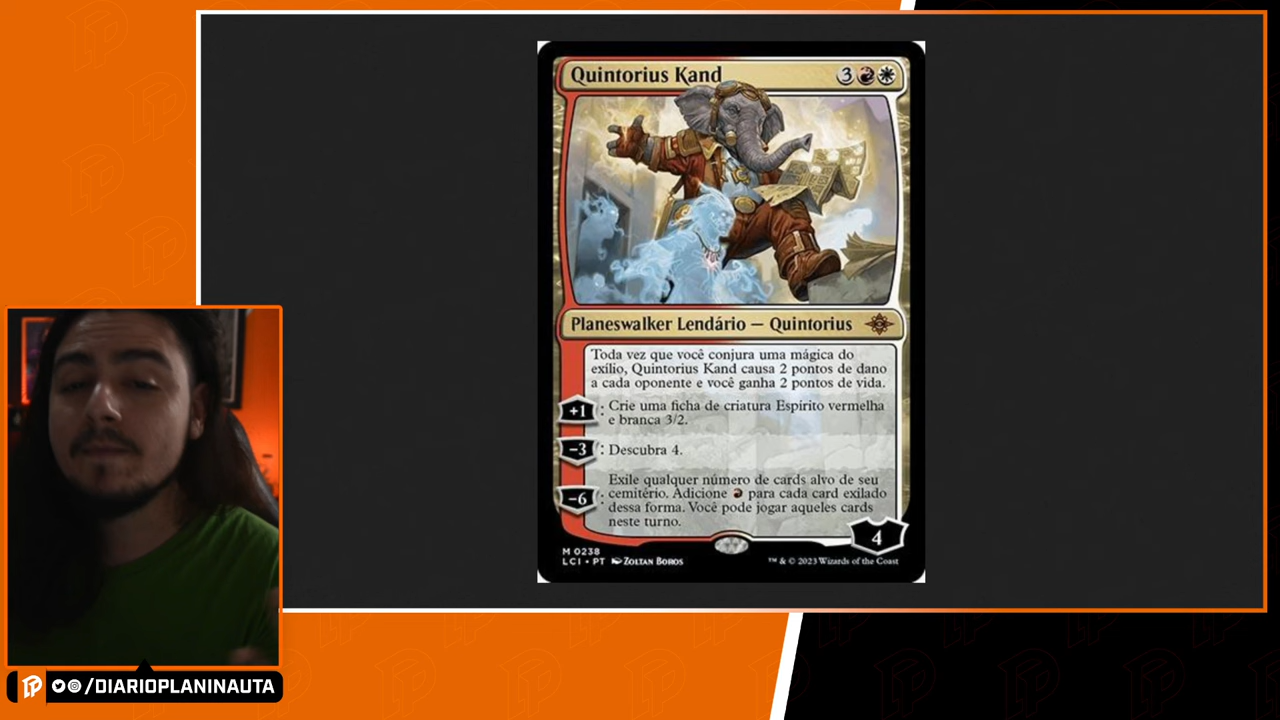 Quintorius Kand
3
Planeswalker Lendário — Quintorius
Toda vez que você conjura uma mágica do
exílio, Quintorius Kand causa 2 pontos de dano
a cada oponente e você ganha 2 pontos de vida.
+1 : Crie uma ficha de criatura Espírito vermelha
e branca 3/2.
−3 : Descubra 4.
−6 : Exile qualquer número de cards alvo de seu
cemitério. Adicione para cada card exilado
dessa forma. Você pode jogar aqueles cards
neste turno.
4
M 0238
LCI • PT Zoltan Boros
™ & © 2023 Wizards of the Coast
/DIARIOPLANINAUTA